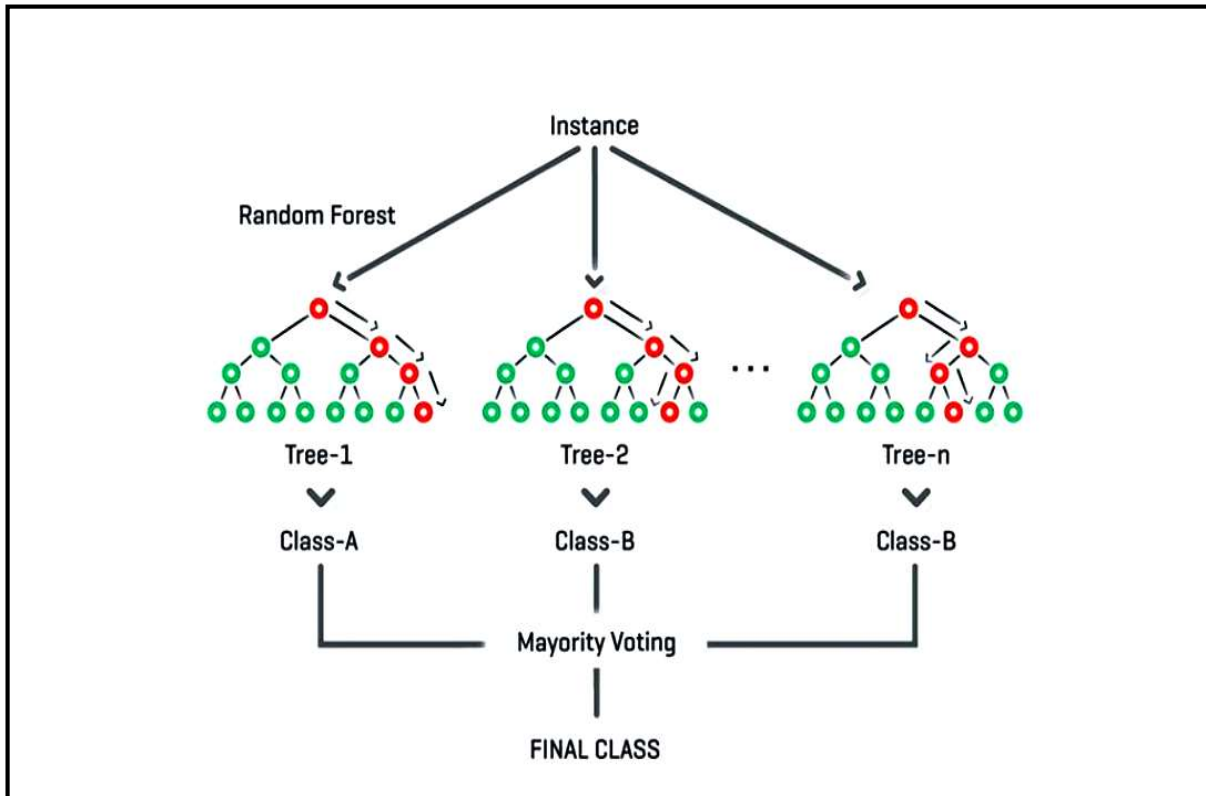 Instance
Random Forest
...
Tree-1
Tree-2
Tree-n
Class-A
Class-B
Class-B
Mayority Voting
FINAL CLASS